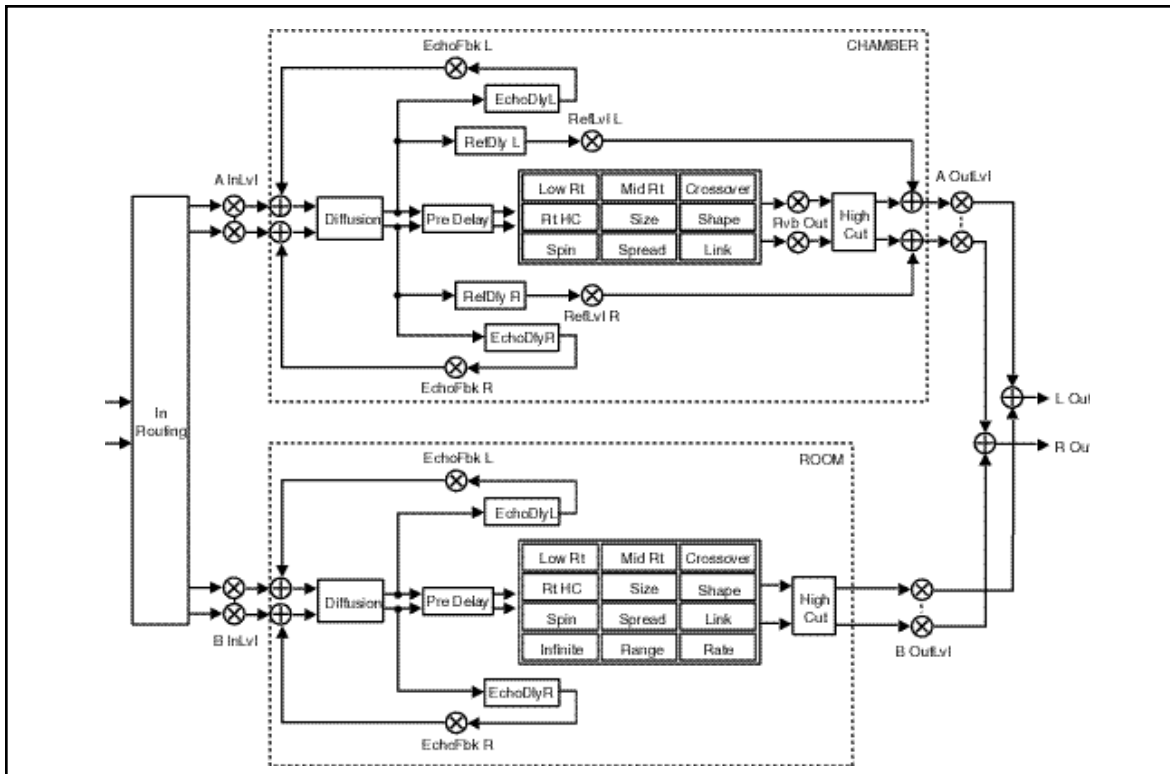 EchoFbk L
CHAMBER
EchoDlyL
RefLvl L
RefDly L
A InLvl
A OutLvl
Low Rt
Mid Rt
Crossover
Diffusion
Pre Delay
Rt HC
Size
Shape
Rvb Out
High
Cut
Spin
Spread
Link
RefDly R
RefLvl R
EchoDlyR
EchoFbk R
In
Routing
L Out
R Ou
EchoFbk L
ROOM
EchoDlyL
Low Rt
Mid Rt
Crossover
Rt HC
Size
Shape
Diffusion
Pre Delay
High
Cut
Spin
Spread
Link
B InLvl
B OutLvl
Infinite
Range
Rate
EchoDlyR
EchoFbk R